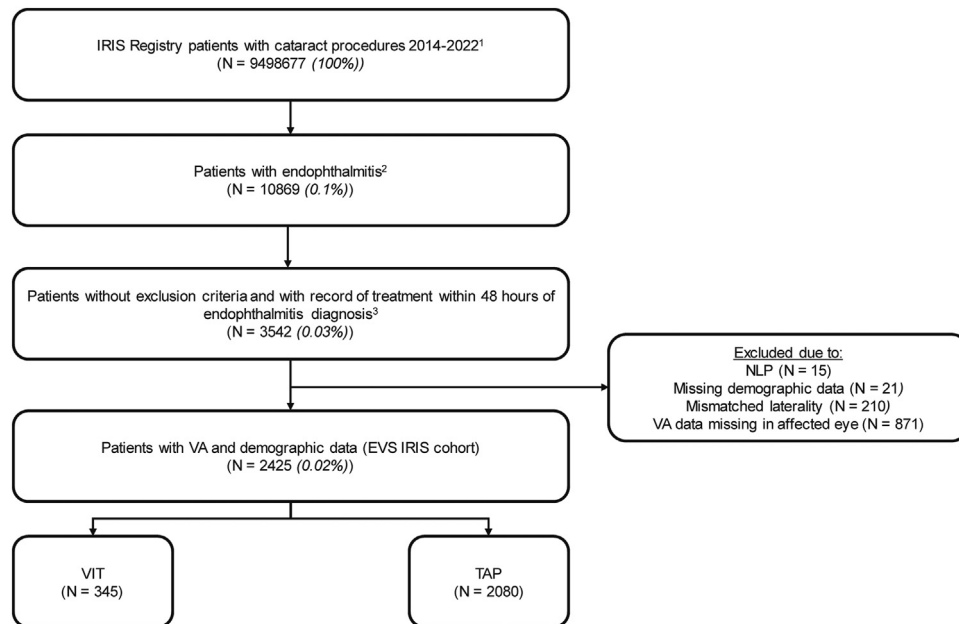 IRIS Registry patients with cataract procedures 2014-2022¹
(N = 9498677 (100%))
Patients with endophthalmitis²
(N = 10869 (0.1%))
Patients without exclusion criteria and with record of treatment within 48 hours of
endophthalmitis diagnosis³
(N = 3542 (0.03%))
Excluded due to:
NLP (N = 15)
Missing demographic data (N = 21)
Mismatched laterality (N = 210)
VA data missing in affected eye (N = 871)
Patients with VA and demographic data (EVS IRIS cohort)
(N = 2425 (0.02%))
VIT
(N = 345)
TAP
(N = 2080)